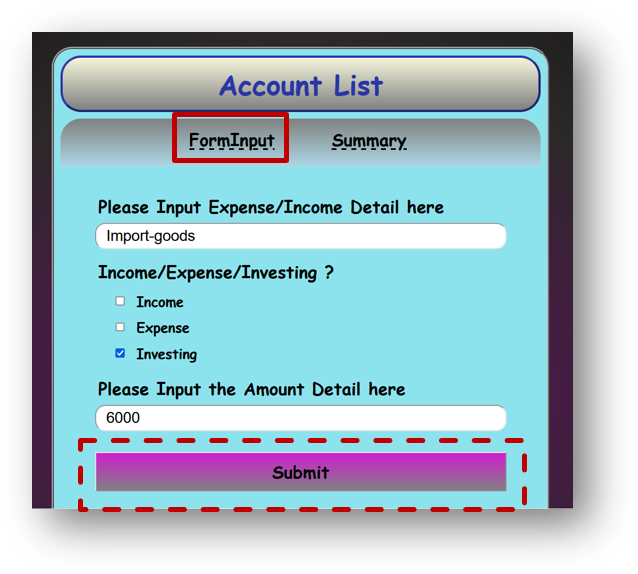 Account List
FormInput Summary
Please Input Expense/Income Detail here
Import-goods
Income/Expense/Investing ?
Income
Expense
Investing
Please Input the Amount Detail here
6000
Submit